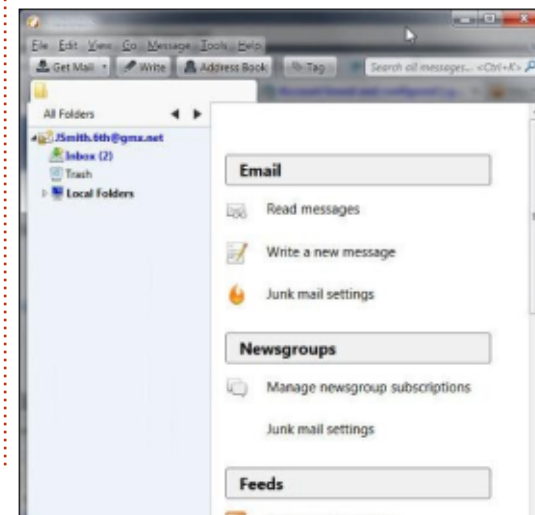 File Edit View Go Message Tools Help
Get Mail Write Address Book Tag Search all messages... <Ctrl+K>
All Folders
JSmith.6th@gmx.net
Inbox (2)
Trash
Local Folders
Email
Read messages
Write a new message
Junk mail settings
Newsgroups
Manage newsgroup subscriptions
Junk mail settings
Feeds